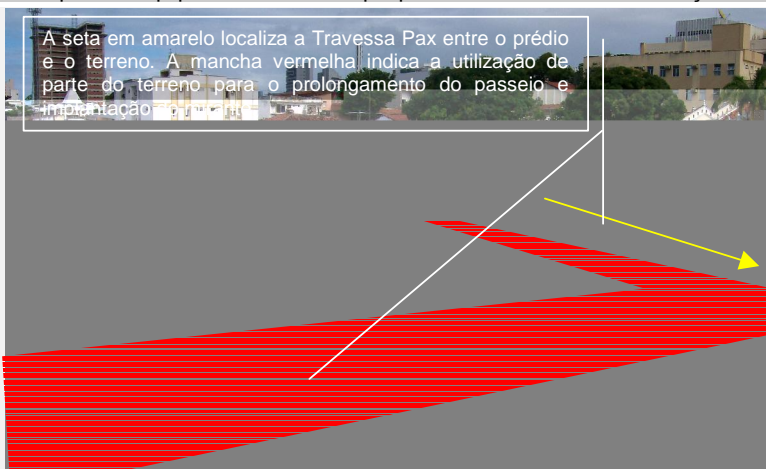 A seta em amarelo localiza a Travessa Pax entre o prédio
e o terreno. A mancha vermelha indica a utilização de
parte do terreno para o prolongamento do passeio e
implantação